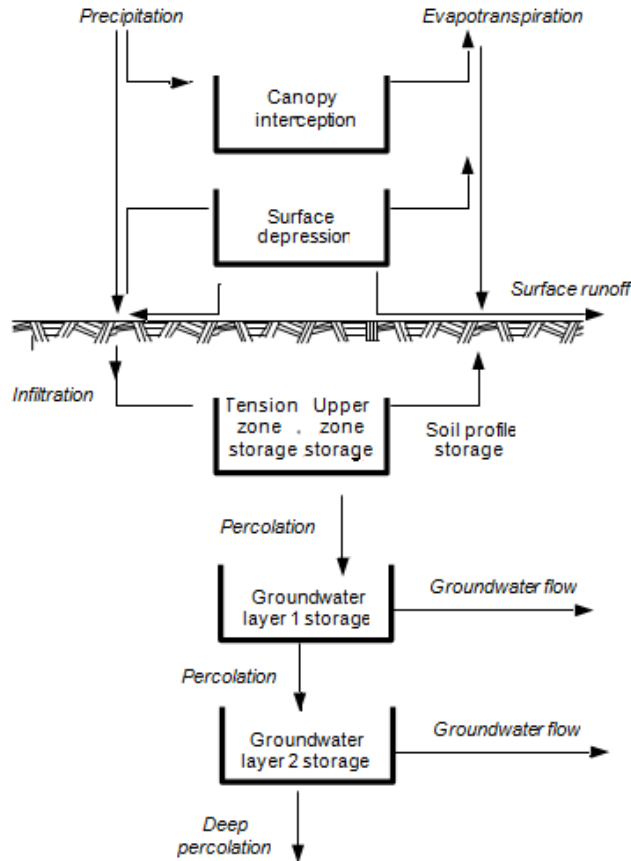 Precipitation
Evapotranspiration
Canopy
interception
Surface
depression
Surface runoff
Infiltration
Tension Upper
zone . zone
storage storage
Soil profile
storage
Percolation
Groundwater
layer 1 storage
Groundwater flow
Percolation
Groundwater
layer 2 storage
Groundwater flow
Deep
percolation